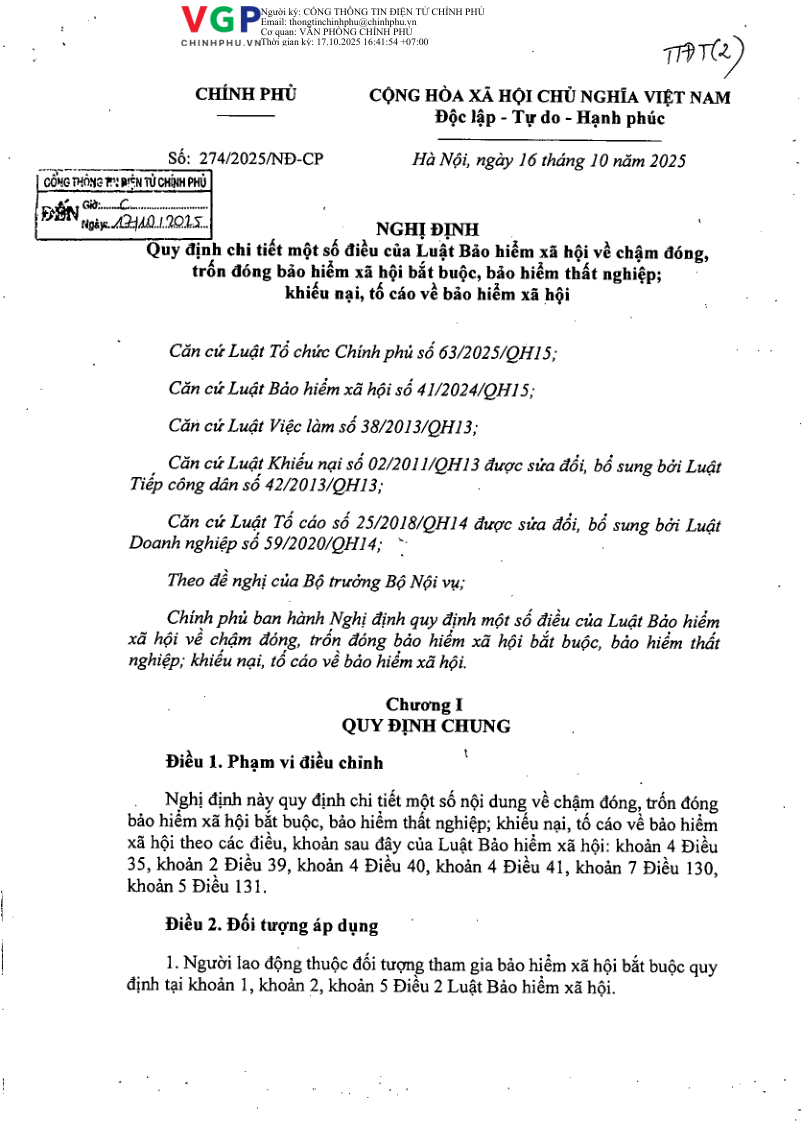 VGP
CHINHPHU.VN
Người ký: CỔNG THÔNG TIN ĐIỆN TỬ CHÍNH PHỦ
Email: thongtinchinhphu@chinhphu.vn
Cơ quan: VĂN PHÒNG CHÍNH PHỦ
Thời gian ký: 17.10.2025 16:41:54 +07:00
TTĐT(2)
CHÍNH PHỦ
CỘNG HÒA XÃ HỘI CHỦ NGHĨA VIỆT NAM
Độc lập - Tự do - Hạnh phúc
Số: 274/2025/NĐ-CP
Hà Nội, ngày 16 tháng 10 năm 2025
CỔNG THÔNG TIN ĐIỆN TỬ CHÍNH PHỦ
ĐẾN
Giờ: C
Ngày: 17/10/2025
NGHỊ ĐỊNH
Quy định chi tiết một số điều của Luật Bảo hiểm xã hội về chậm đóng,
trốn đóng bảo hiểm xã hội bắt buộc, bảo hiểm thất nghiệp;
khiếu nại, tố cáo về bảo hiểm xã hội
Căn cứ Luật Tổ chức Chính phủ số 63/2025/QH15;
Căn cứ Luật Bảo hiểm xã hội số 41/2024/QH15;
Căn cứ Luật Việc làm số 38/2013/QH13;
Căn cứ Luật Khiếu nại số 02/2011/QH13 được sửa đổi, bổ sung bởi Luật
Tiếp công dân số 42/2013/QH13;
Căn cứ Luật Tố cáo số 25/2018/QH14 được sửa đổi, bổ sung bởi Luật
Doanh nghiệp số 59/2020/QH14;
Theo đề nghị của Bộ trưởng Bộ Nội vụ;
Chính phủ ban hành Nghị định quy định một số điều của Luật Bảo hiểm
xã hội về chậm đóng, trốn đóng bảo hiểm xã hội bắt buộc, bảo hiểm thất
nghiệp; khiếu nại, tố cáo về bảo hiểm xã hội.
Chương I
QUY ĐỊNH CHUNG
Điều 1. Phạm vi điều chỉnh
Nghị định này quy định chi tiết một số nội dung về chậm đóng, trốn đóng
bảo hiểm xã hội bắt buộc, bảo hiểm thất nghiệp; khiếu nại, tố cáo về bảo hiểm
xã hội theo các điều, khoản sau đây của Luật Bảo hiểm xã hội: khoản 4 Điều
35, khoản 2 Điều 39, khoản 4 Điều 40, khoản 4 Điều 41, khoản 7 Điều 130,
khoản 5 Điều 131.
Điều 2. Đối tượng áp dụng
1. Người lao động thuộc đối tượng tham gia bảo hiểm xã hội bắt buộc quy
định tại khoản 1, khoản 2, khoản 5 Điều 2 Luật Bảo hiểm xã hội.